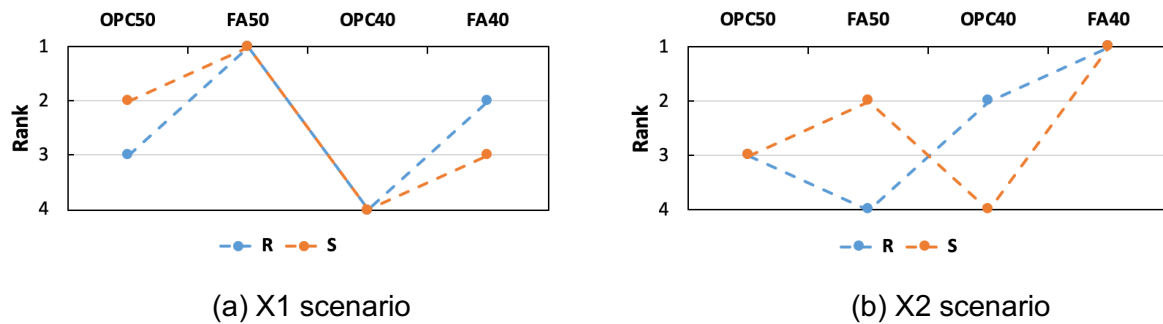 OPC50 FA50 OPC40 FA40
1
2
3
4
Rank
R S
(a) X1 scenario
OPC50 FA50 OPC40 FA40
1
2
3
4
Rank
R S
(b) X2 scenario